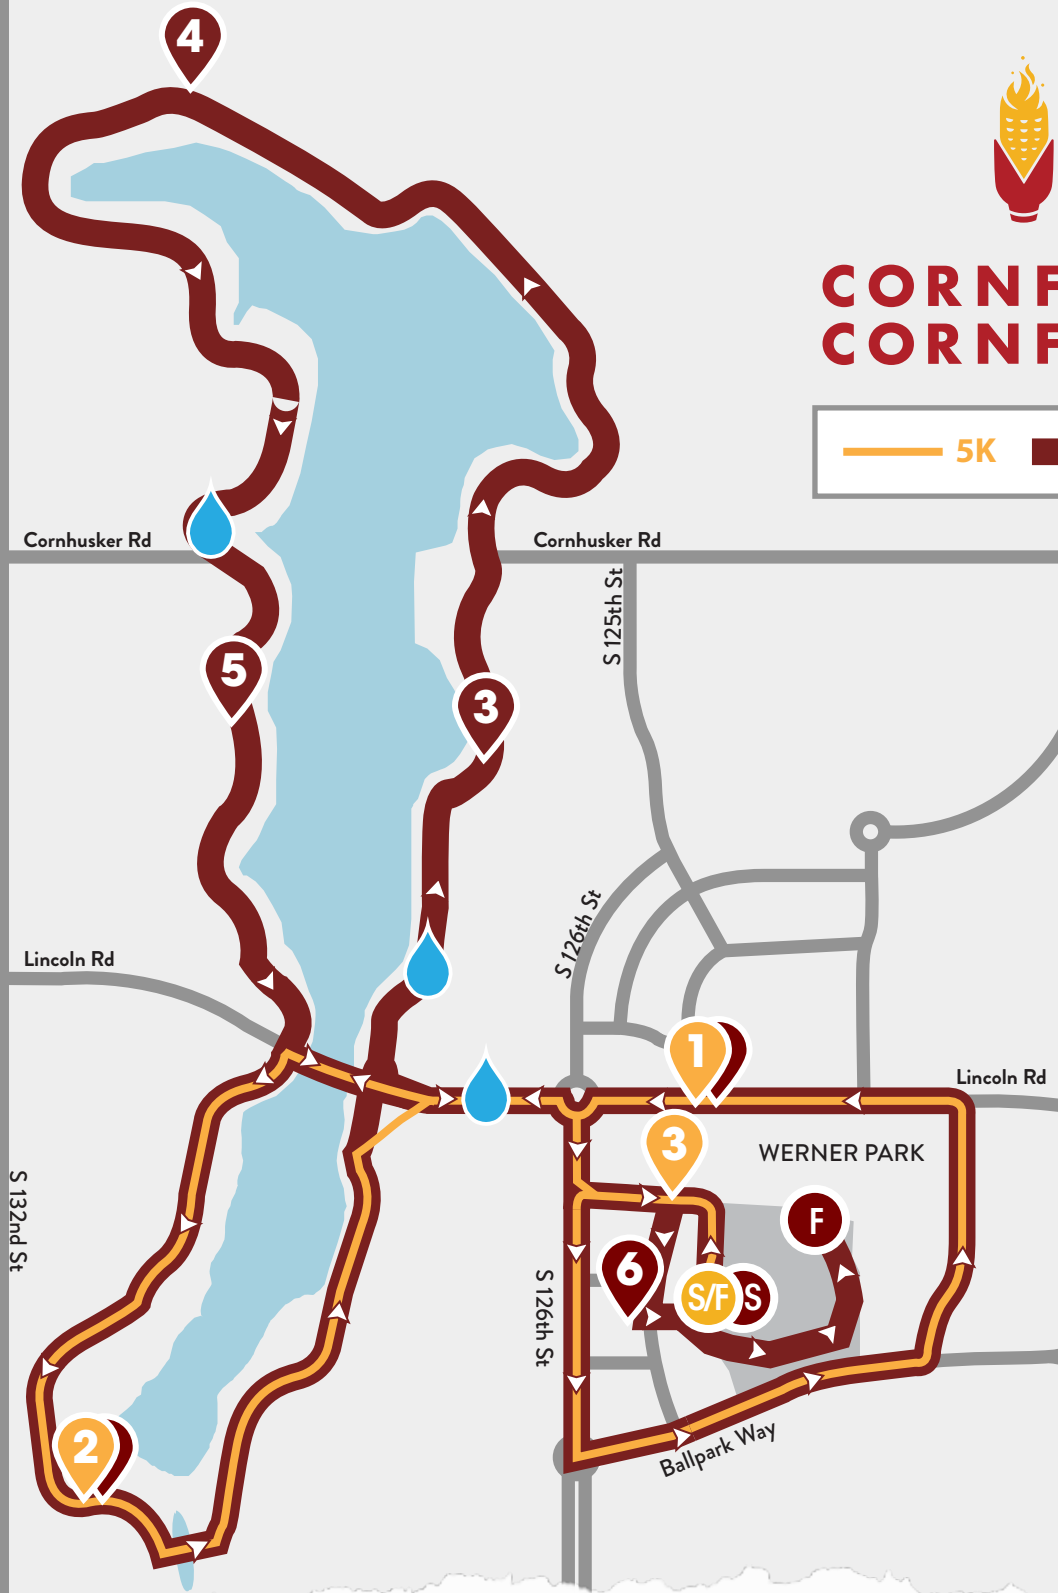 4
CORNF
CORNF
5K
Cornhusker Rd
Cornhusker Rd
S 125th St
5
3
S 126th St
Lincoln Rd
1
Lincoln Rd
3
WERNER PARK
S 132nd St
F
6
S/F
S
S 126th St
2
Ballpark Way